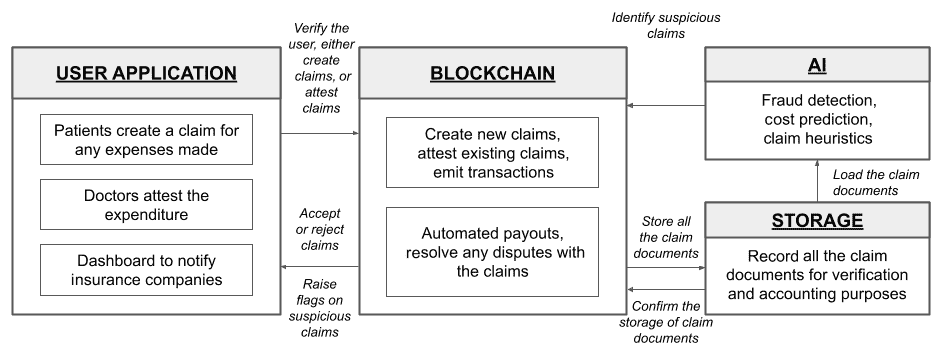 USER APPLICATION
Patients create a claim for
any expenses made
Doctors attest the
expenditure
Dashboard to notify
insurance companies
Verify the
user, either
create
claims, or
attest
claims
Accept
or reject
claims
Raise
flags on
suspicious
claims
BLOCKCHAIN
Create new claims,
attest existing claims,
emit transactions
Automated payouts,
resolve any disputes with
the claims
Identify suspicious
claims
Store all
the claim
documents
Confirm the
storage of claim
documents
AI
Fraud detection,
cost prediction,
claim heuristics
Load the claim
documents
STORAGE
Record all the claim
documents for verification
and accounting purposes